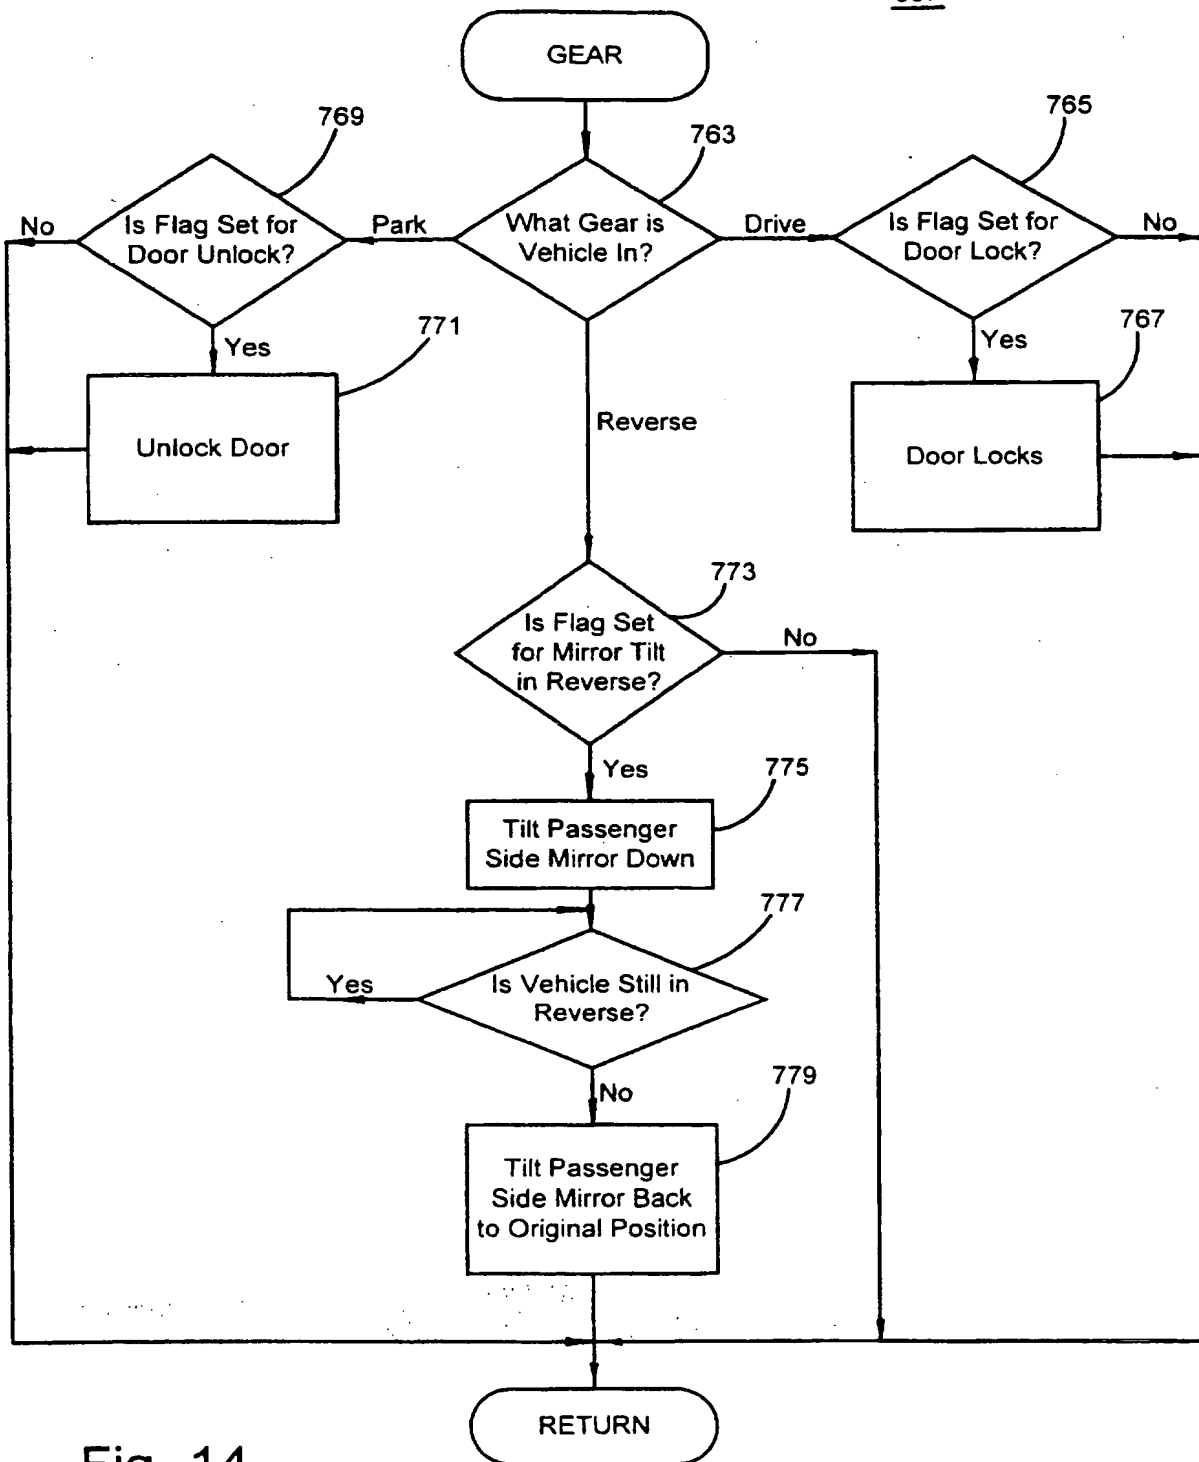 GEAR
769
763
765
No
Is Flag Set for
Door Unlock?
Park
What Gear is
Vehicle In?
Drive
Is Flag Set for
Door Lock?
No
Yes
771
Yes
767
Unlock Door
Reverse
Door Locks
773
Is Flag Set
for Mirror Tilt
in Reverse?
No
Yes
775
Tilt Passenger
Side Mirror Down
777
Yes
Is Vehicle Still in
Reverse?
No
779
Tilt Passenger
Side Mirror Back
to Original Position
RETURN
Fig. 14